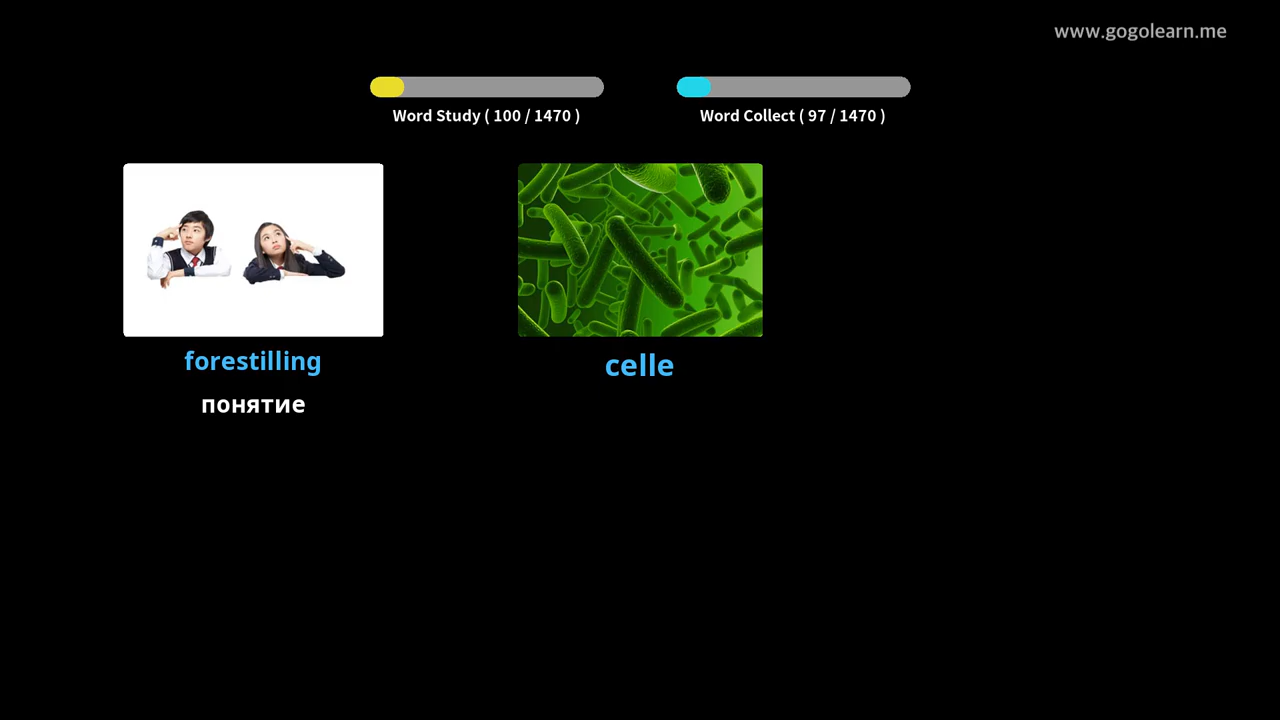 www.gogolearn.me
Word Study ( 100 / 1470 )
Word Collect ( 97 / 1470 )
forestilling
понятие
celle